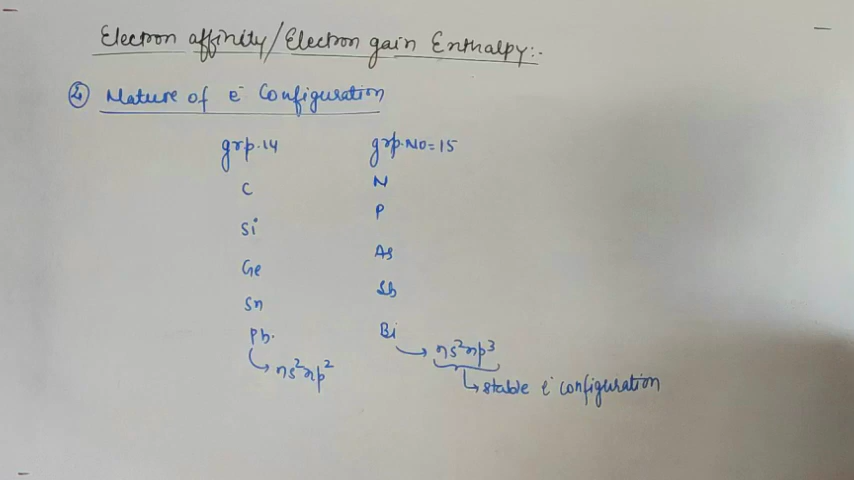 Electron affinity/Electron gain Enthalpy:-
④ Nature of e⁻ Configuration
grp.14 grp.No=15
C N
Si P
Ge As
Sn Sb
Pb. Bi → ns²np³
↳ ns²np² ↳ stable e⁻ configuration